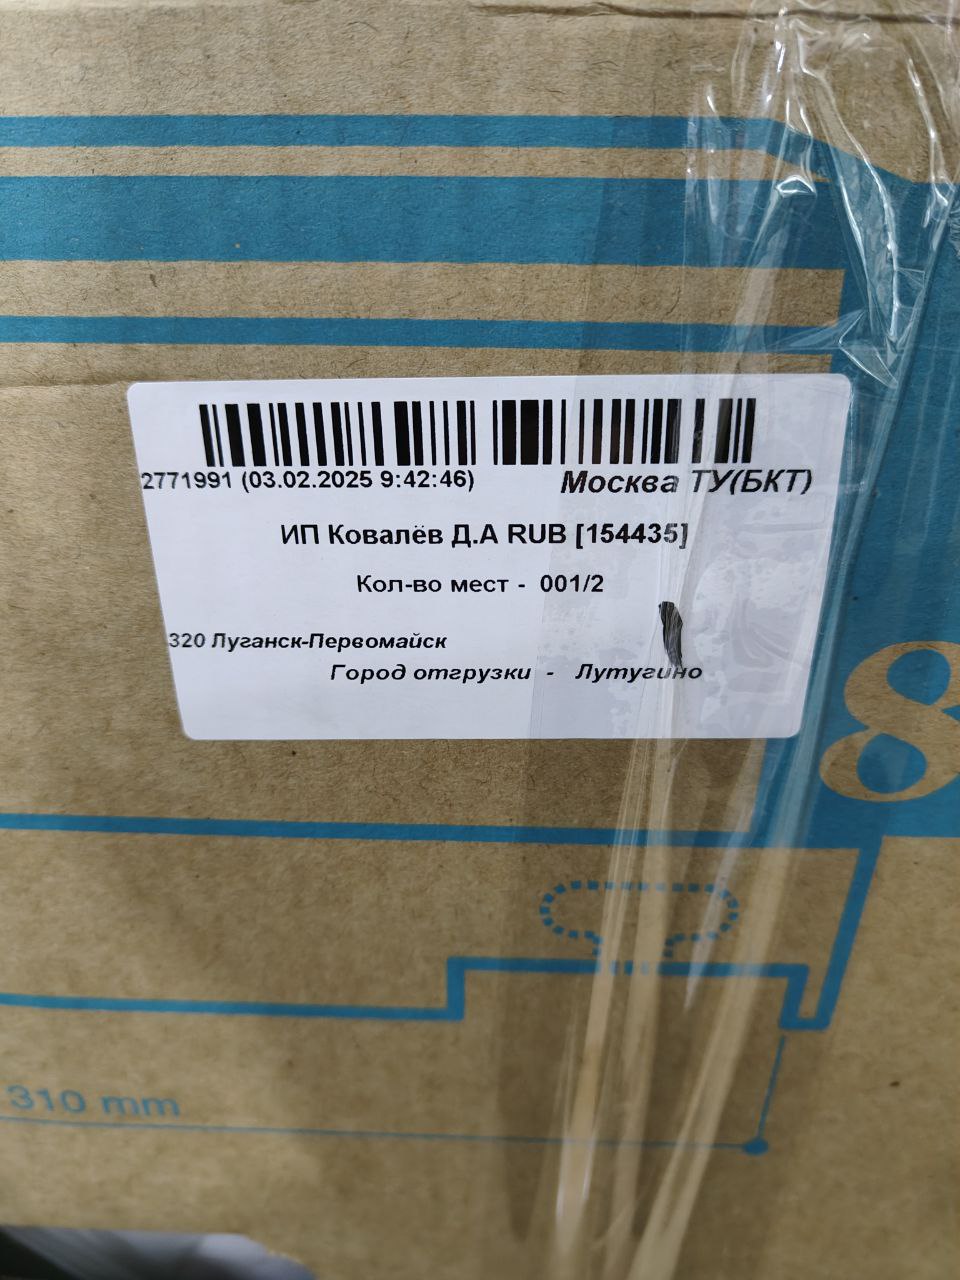 2771991 (03.02.2025 9:42:46) Москва ТУ(БКТ)
ИП Ковалёв Д.А RUB [154435]
Кол-во мест - 001/2
320 Луганск-Первомайск
Город отгрузки - Лутугино
8
310 mm